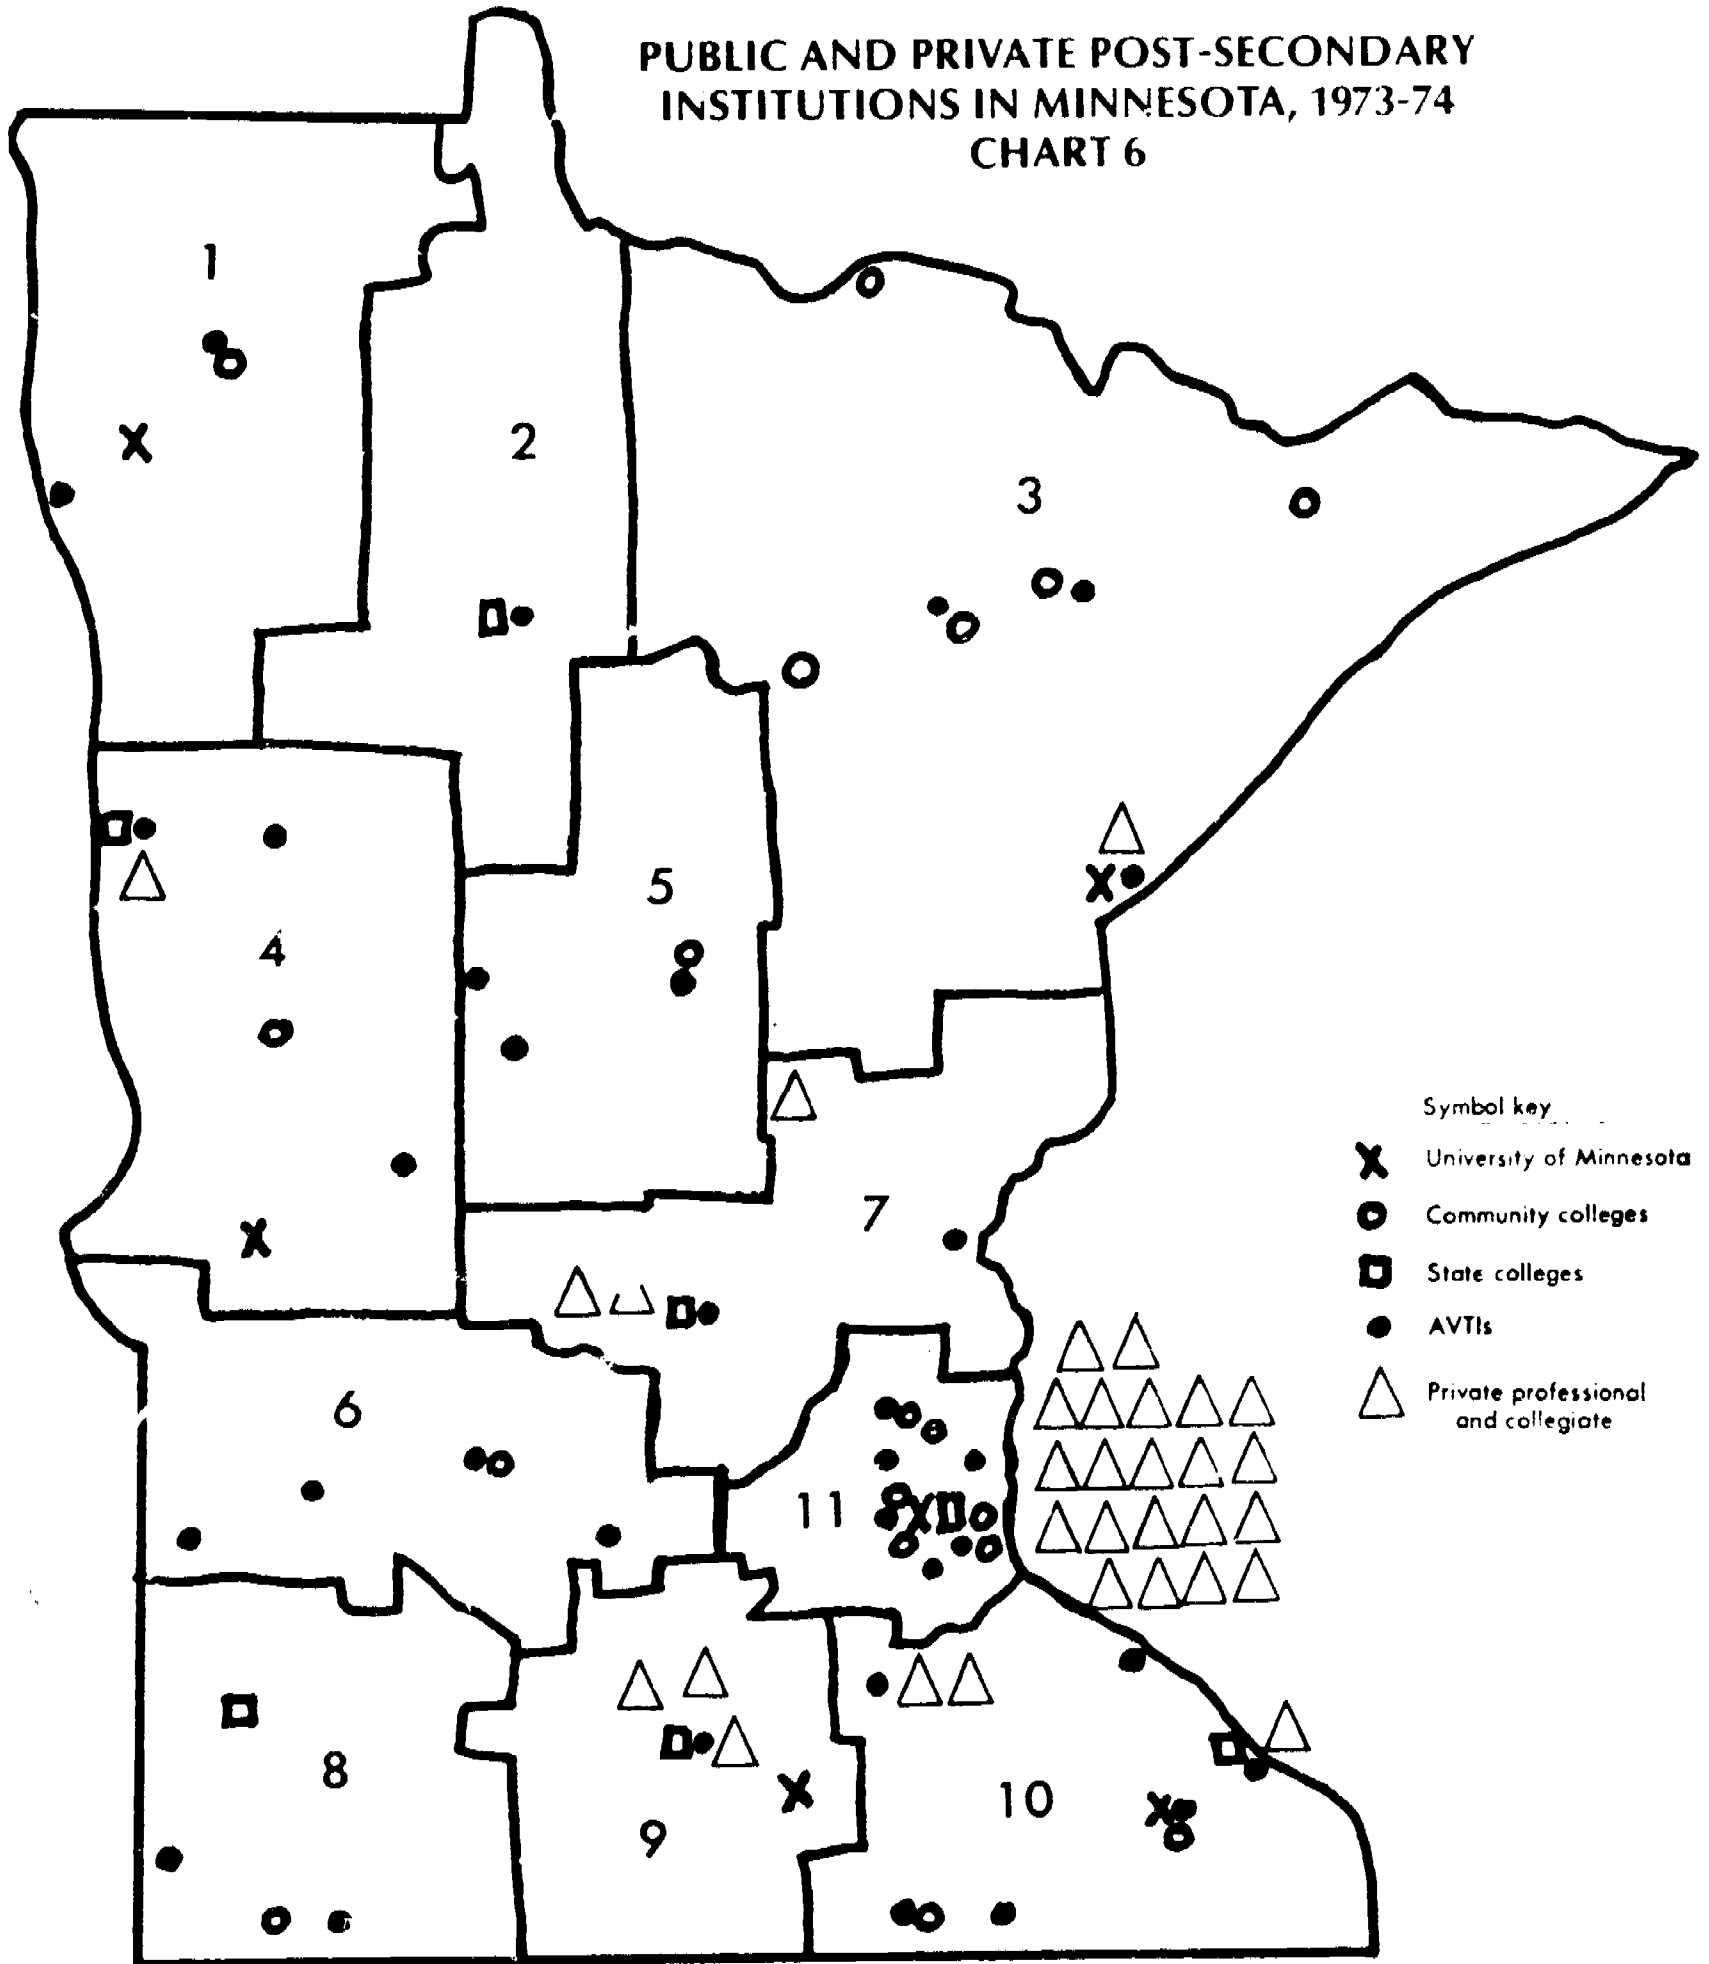 PUBLIC AND PRIVATE POST-SECONDARY
INSTITUTIONS IN MINNESOTA, 1973-74
CHART 6
1
2
3
4
5
Symbol key
X University of Minnesota
Community colleges
State colleges
AVTIs
Private professional
and collegiate
7
6
11
8
9
10